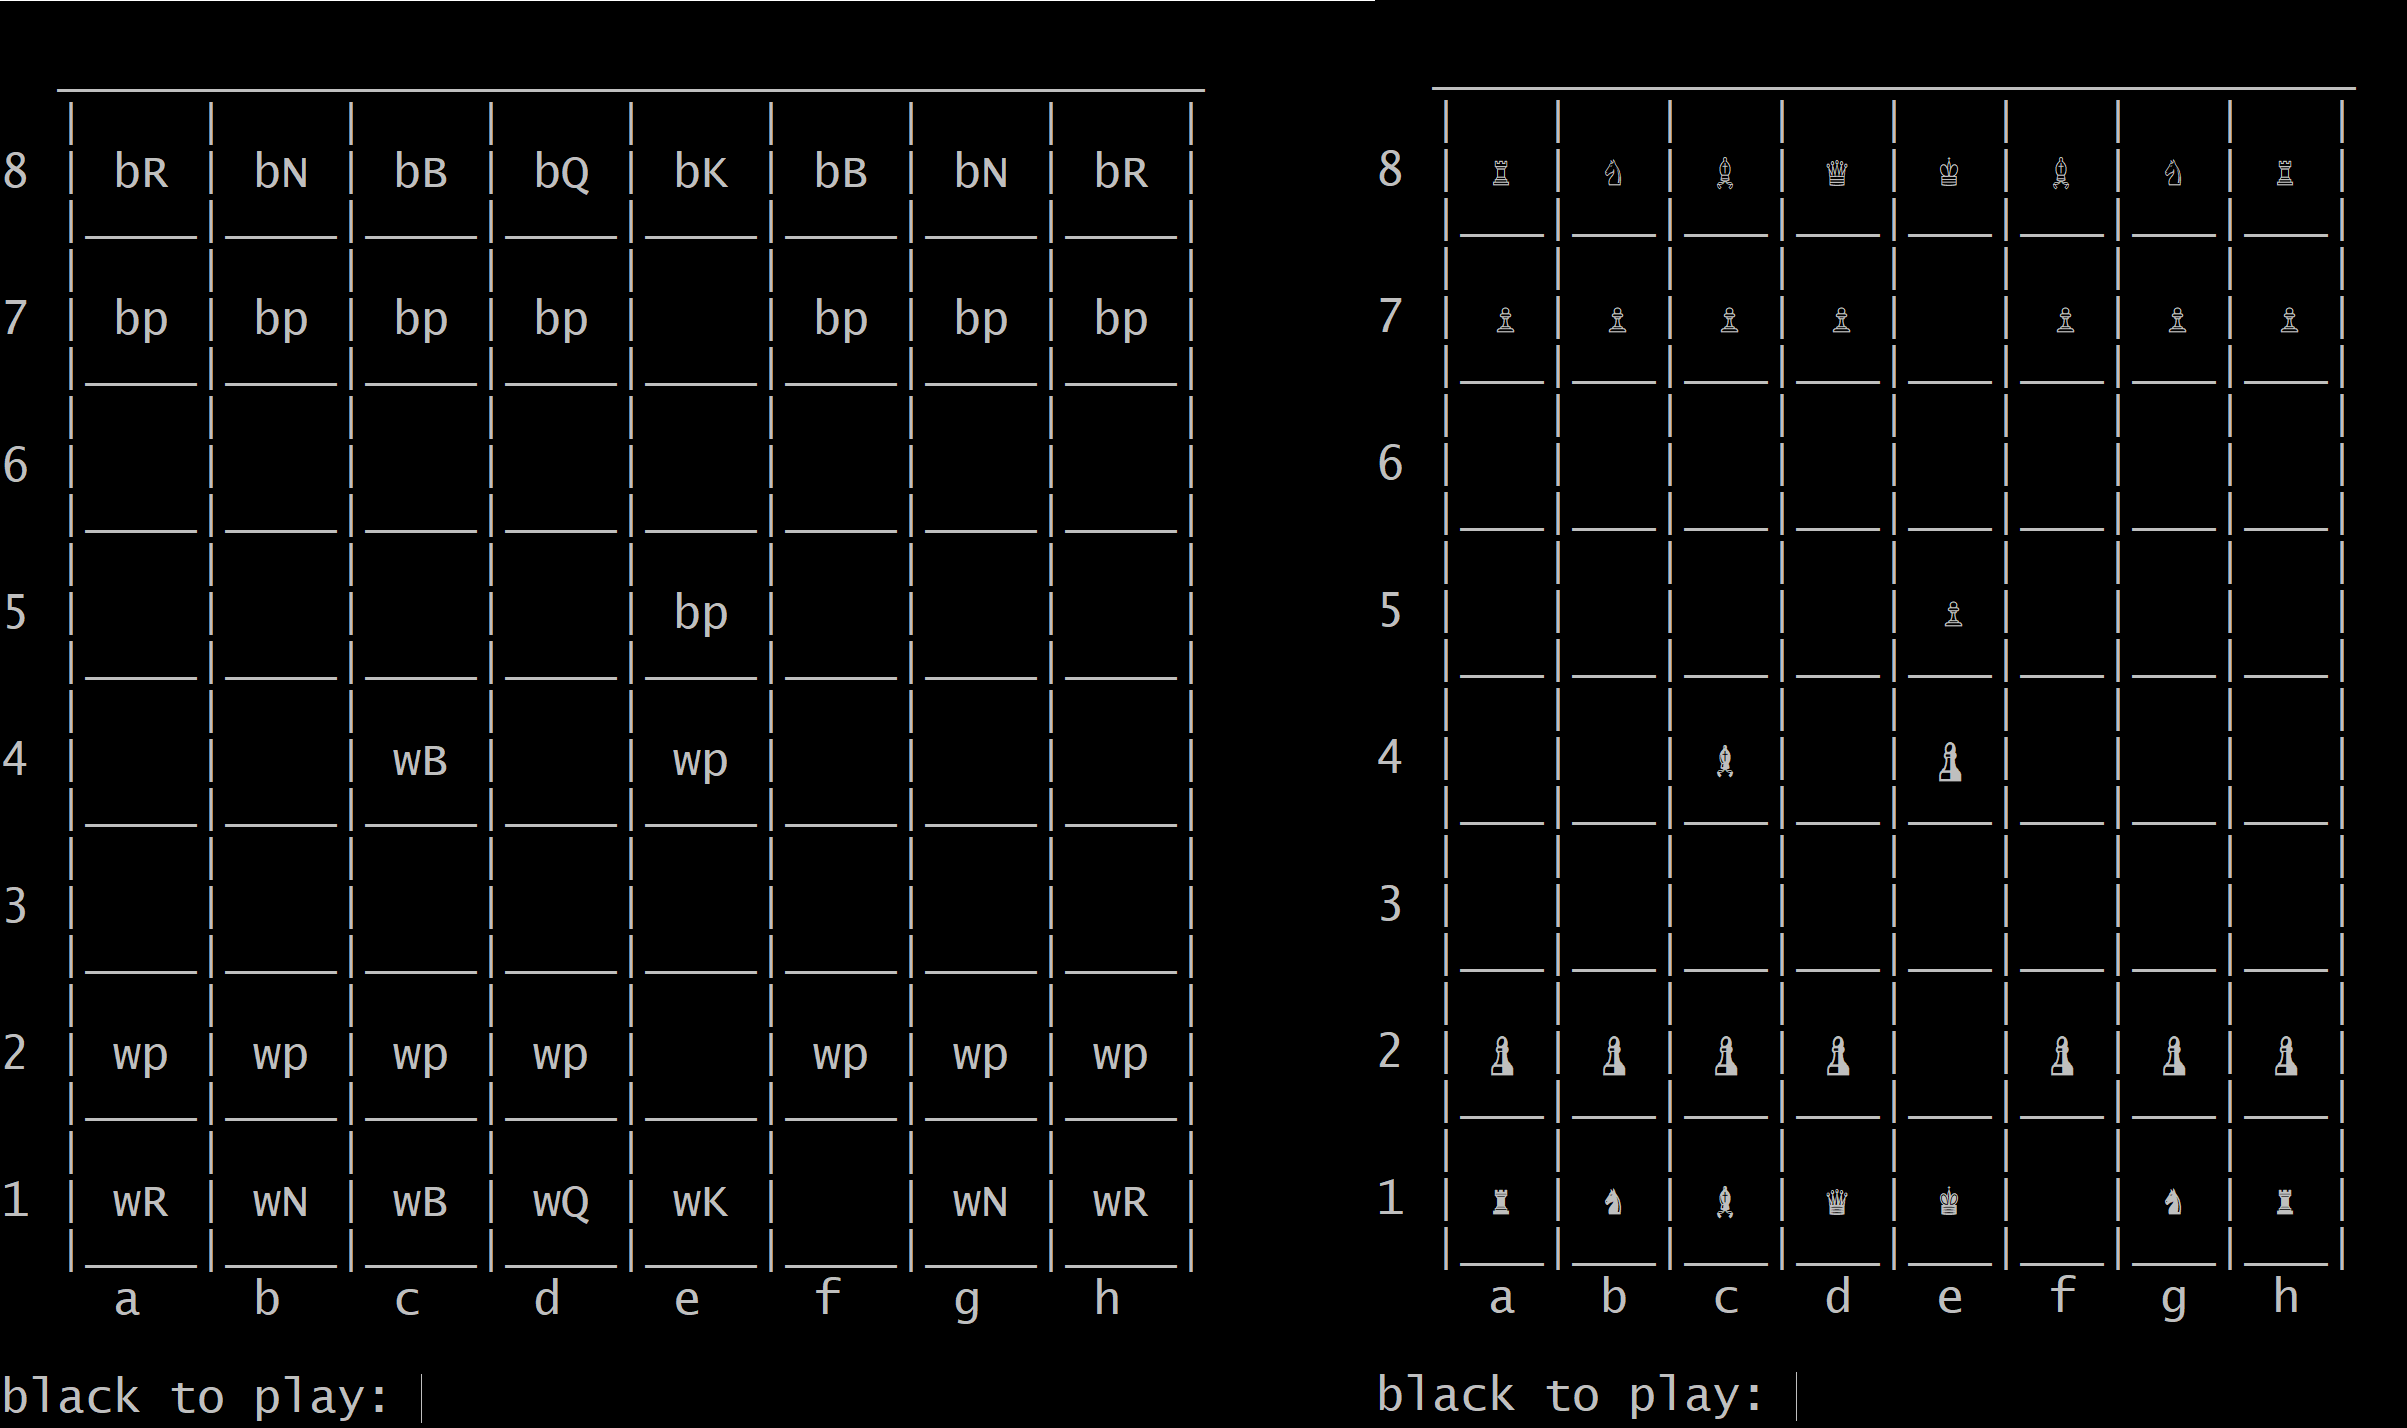 8 bR bN bB bQ bK bB bN bR
7 bp bp bp bp bp bp bp
6
5 bp
4 wB wp
3
2 wp wp wp wp wp wp wp
1 wR wN wB wQ wK wN wR
a b c d e f g h
black to play:
8 ♖ ♘ ♗ ♕ ♔ ♗ ♘ ♖
7 ♙ ♙ ♙ ♙ ♙ ♙ ♙
6
5 ♙
4 ♝ ♟
3
2 ♟ ♟ ♟ ♟ ♟ ♟ ♟
1 ♜ ♞ ♝ ♛ ♚ ♞ ♜
a b c d e f g h
black to play: